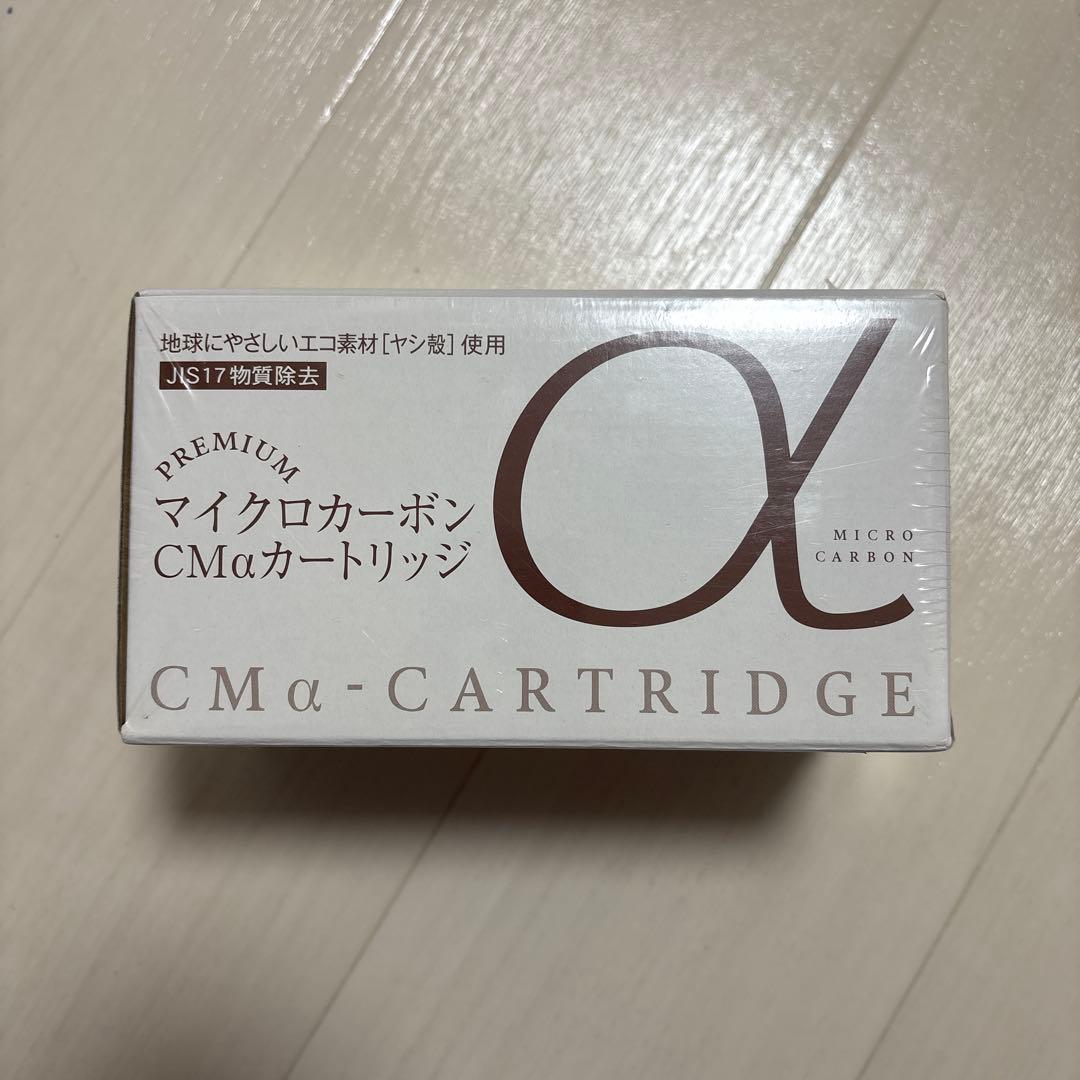 地球にやさしいエコ素材[ヤシ殻]使用
JIS17物質除去
PREMIUM
マイクロカーボン
CMαカートリッジ
α
MICRO
CARBON
CMα-CARTRIDGE